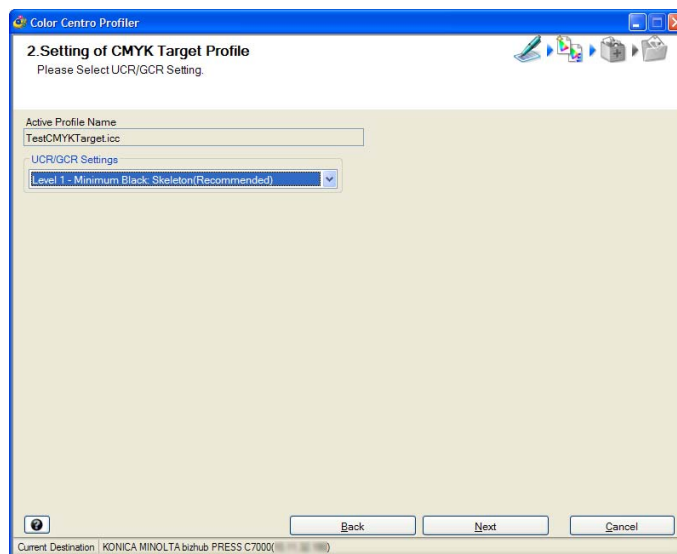 Color Centro Profiler
2.Setting of CMYK Target Profile
Please Select UCR/GCR Setting.
Active Profile Name
TestCMYKTarget.icc
UCR/GCR Settings
Level 1 - Minimum Black: Skeleton(Recommended)
? Back Next Cancel
Current Destination KONICA MINOLTA bizhub PRESS C7000( )